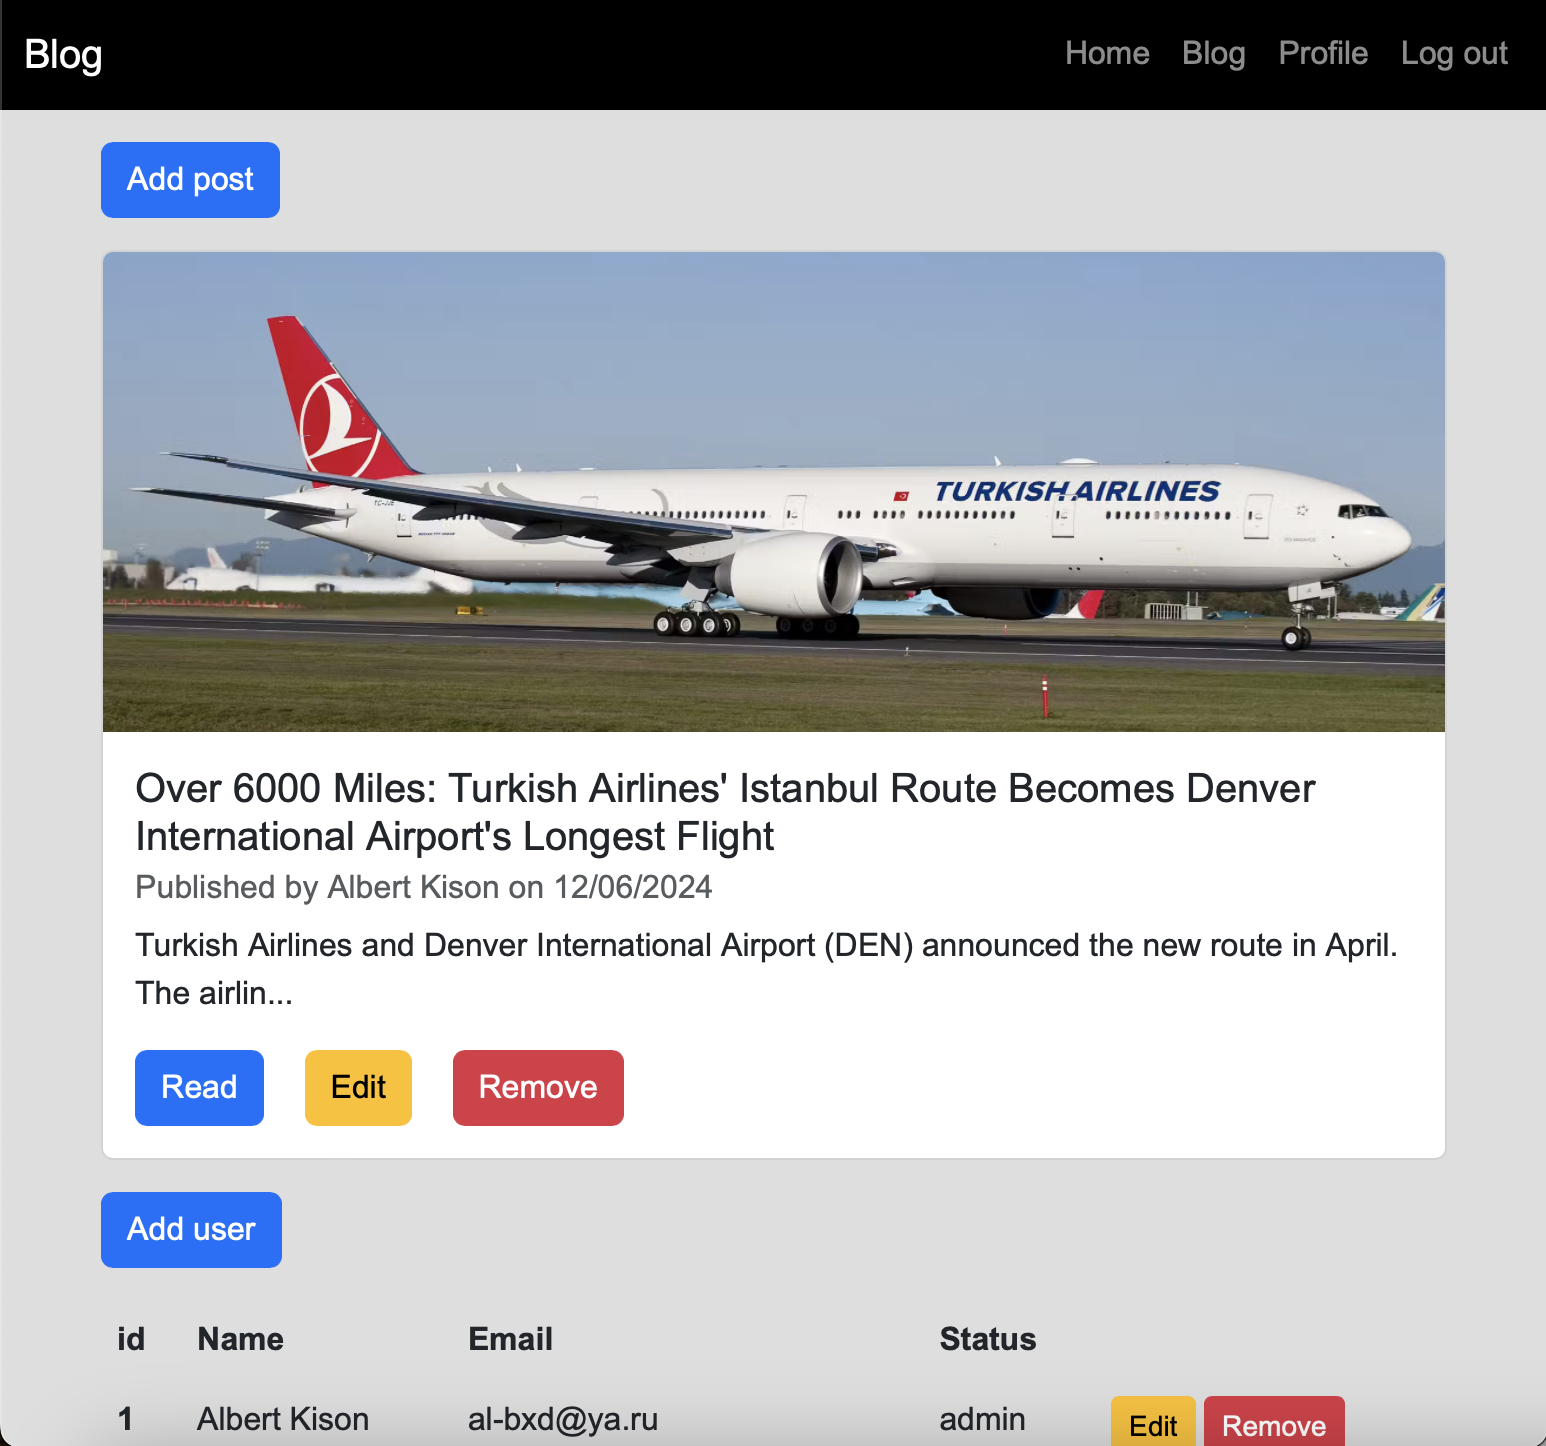 Blog
Home Blog Profile Log out
Add post
TURKISH AIRLINES
Over 6000 Miles: Turkish Airlines' Istanbul Route Becomes Denver
International Airport's Longest Flight
Published by Albert Kison on 12/06/2024
Turkish Airlines and Denver International Airport (DEN) announced the new route in April.
The airlin...
Read Edit Remove
Add user
id Name Email Status
1 Albert Kison al-bxd@ya.ru admin Edit Remove